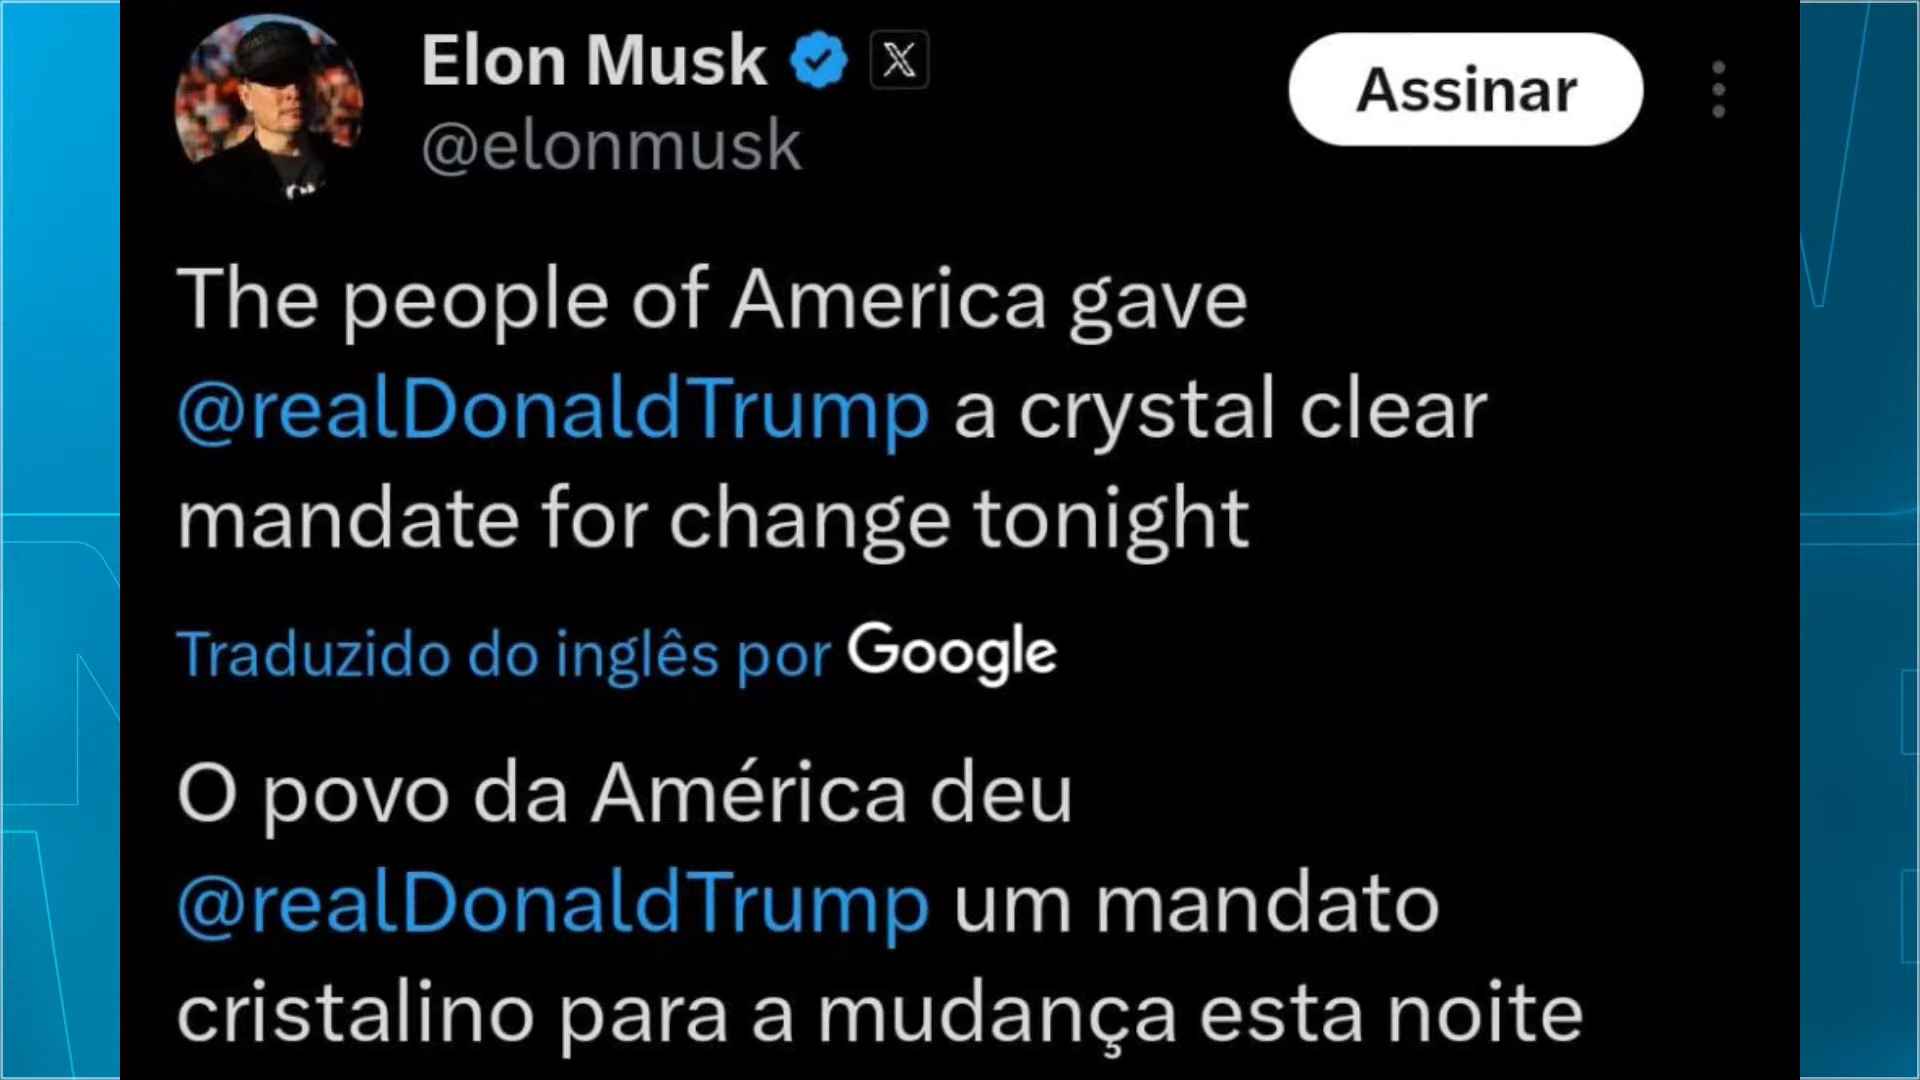 Elon Musk
Assinar
@elonmusk
The people of America gave
@realDonaldTrump a crystal clear
mandate for change tonight
Traduzido do inglês por Google
O povo da América deu
@realDonaldTrump um mandato
cristalino para a mudança esta noite